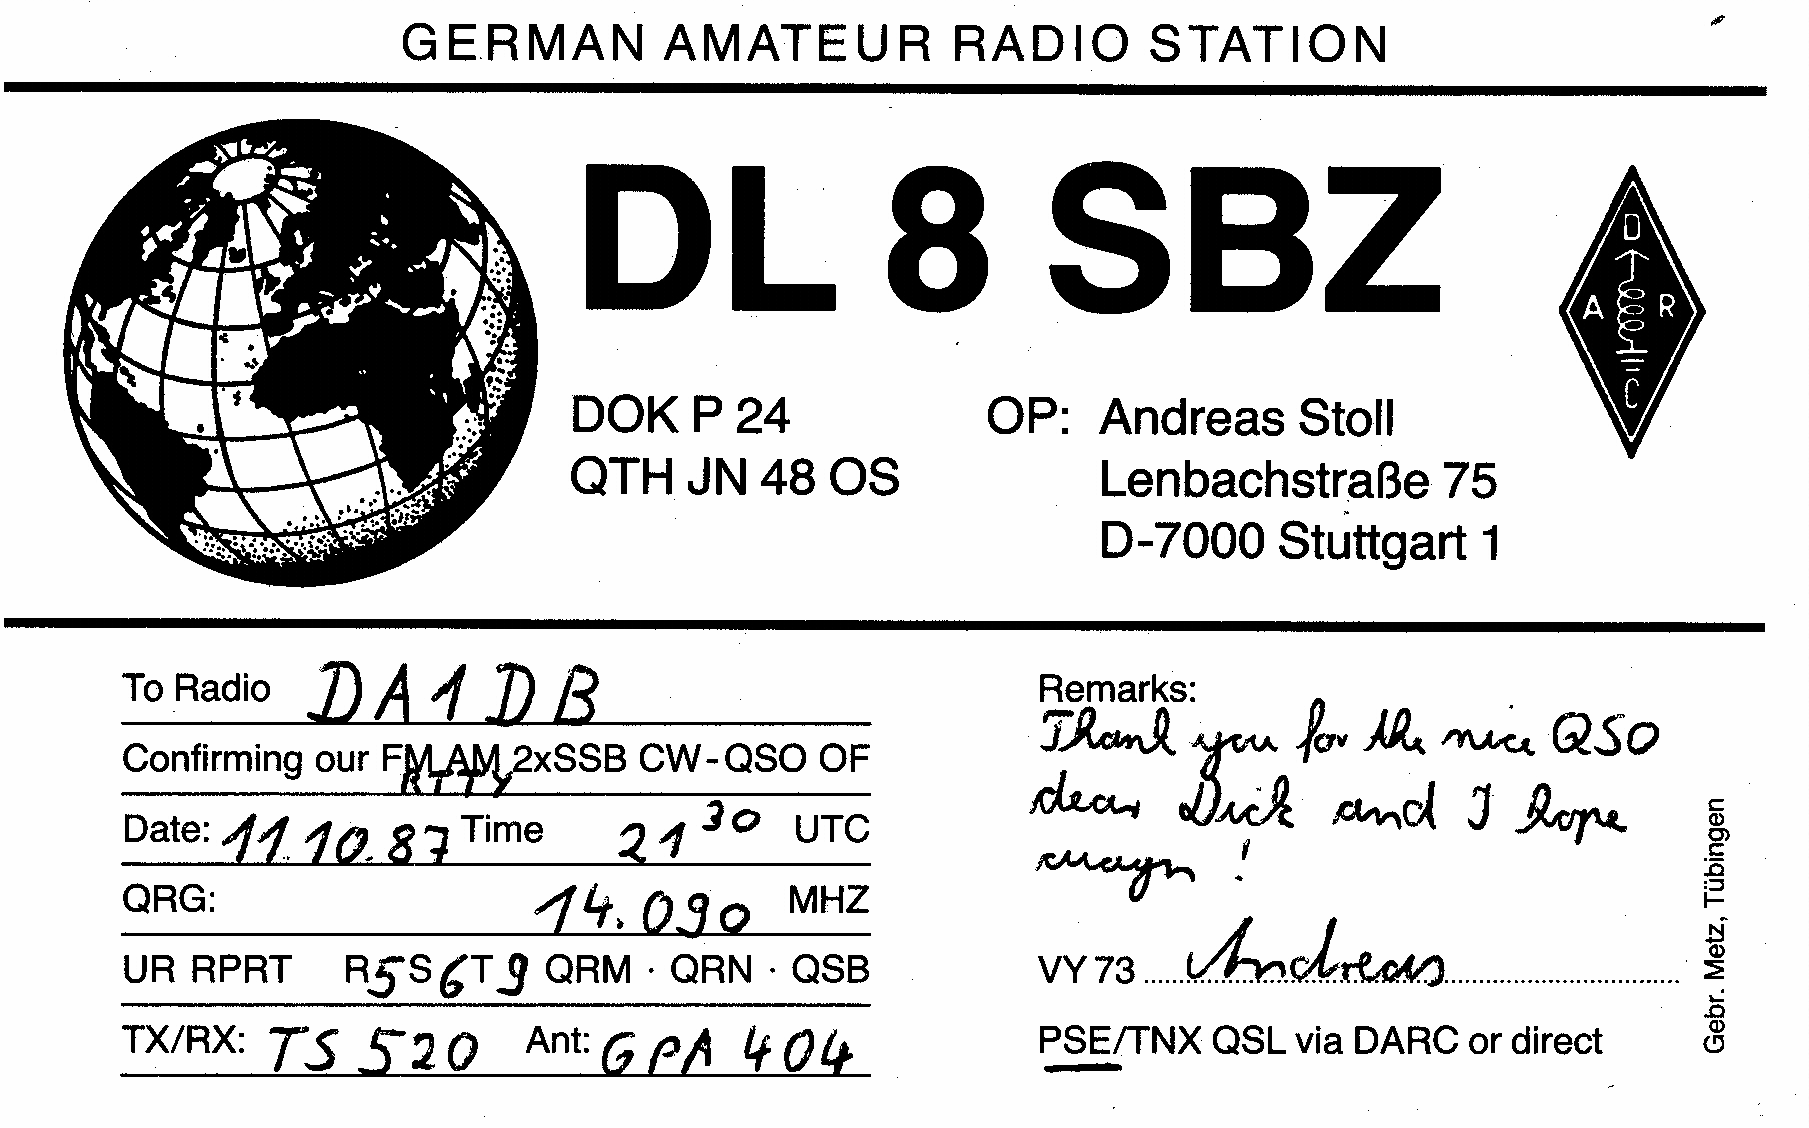 GERMAN AMATEUR RADIO STATION
DL 8 SBZ
D
A R
C
DOK P 24
QTH JN 48 OS
OP: Andreas Stoll
Lenbachstraße 75
D-7000 Stuttgart 1
To Radio DA1DB
Confirming our FM AM 2xSSB CW-QSO OF
RTTY
Date: 11.10.87 Time 21 30 UTC
QRG: 14.090 MHZ
UR RPRT R5 S6 T9 QRM · QRN · QSB
TX/RX: TS 520 Ant: GPA 404
Remarks:
Thank you for the nice QSO
dear Dick and I hope
cuagn !
VY 73 Andreas
PSE/TNX QSL via DARC or direct
Gebr. Metz, Tübingen